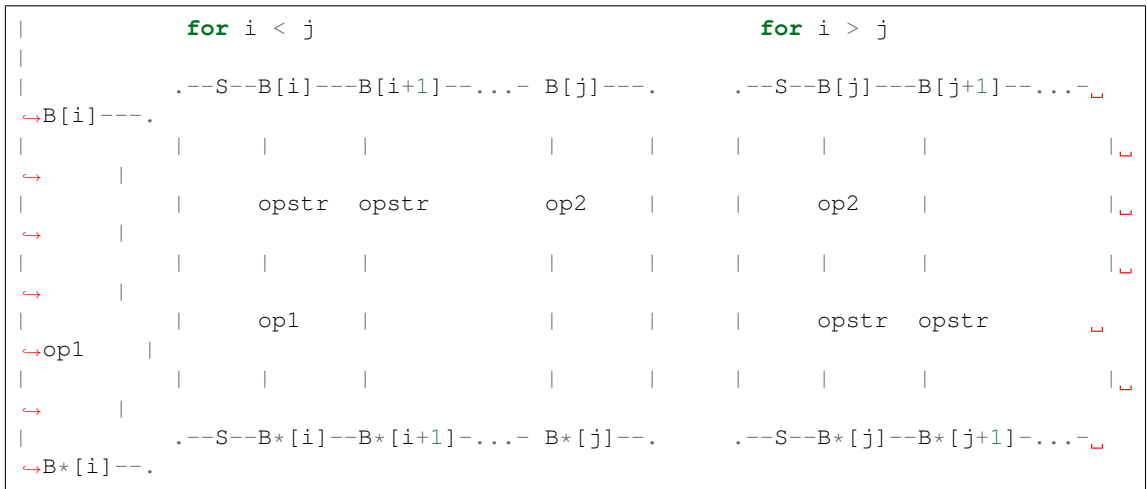 |             for i < j                                   for i > j
|
|            .--S--B[i]---B[i+1]--...- B[j]---.       .--S--B[j]---B[j+1]--...-␣
↪B[i]---.
|            |     |      |               |      |      |     |      |               |␣
↪      |
|            |     opstr  opstr           op2    |      |     op2    |               |␣
↪      |
|            |     |      |               |      |      |     |      |               |␣
↪      |
|            |     op1    |               |      |      |     opstr  opstr            ␣
↪op1    |
|            |     |      |               |      |      |     |      |               |␣
↪      |
|            .--S--B*[i]--B*[i+1]-...- B*[j]--.      .--S--B*[j]--B*[j+1]-...-␣
↪B*[i]--.